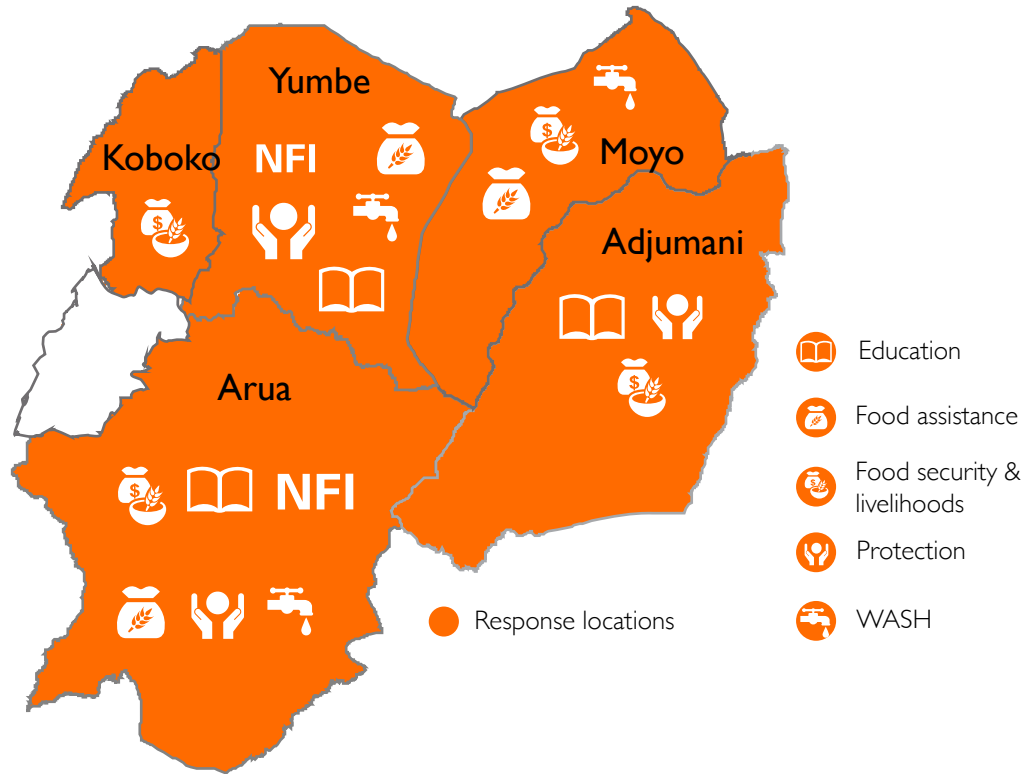 Yumbe
Koboko
NFI
Moyo
Adjumani
Arua
NFI
Response locations
Education
Food assistance
Food security &
livelihoods
Protection
WASH